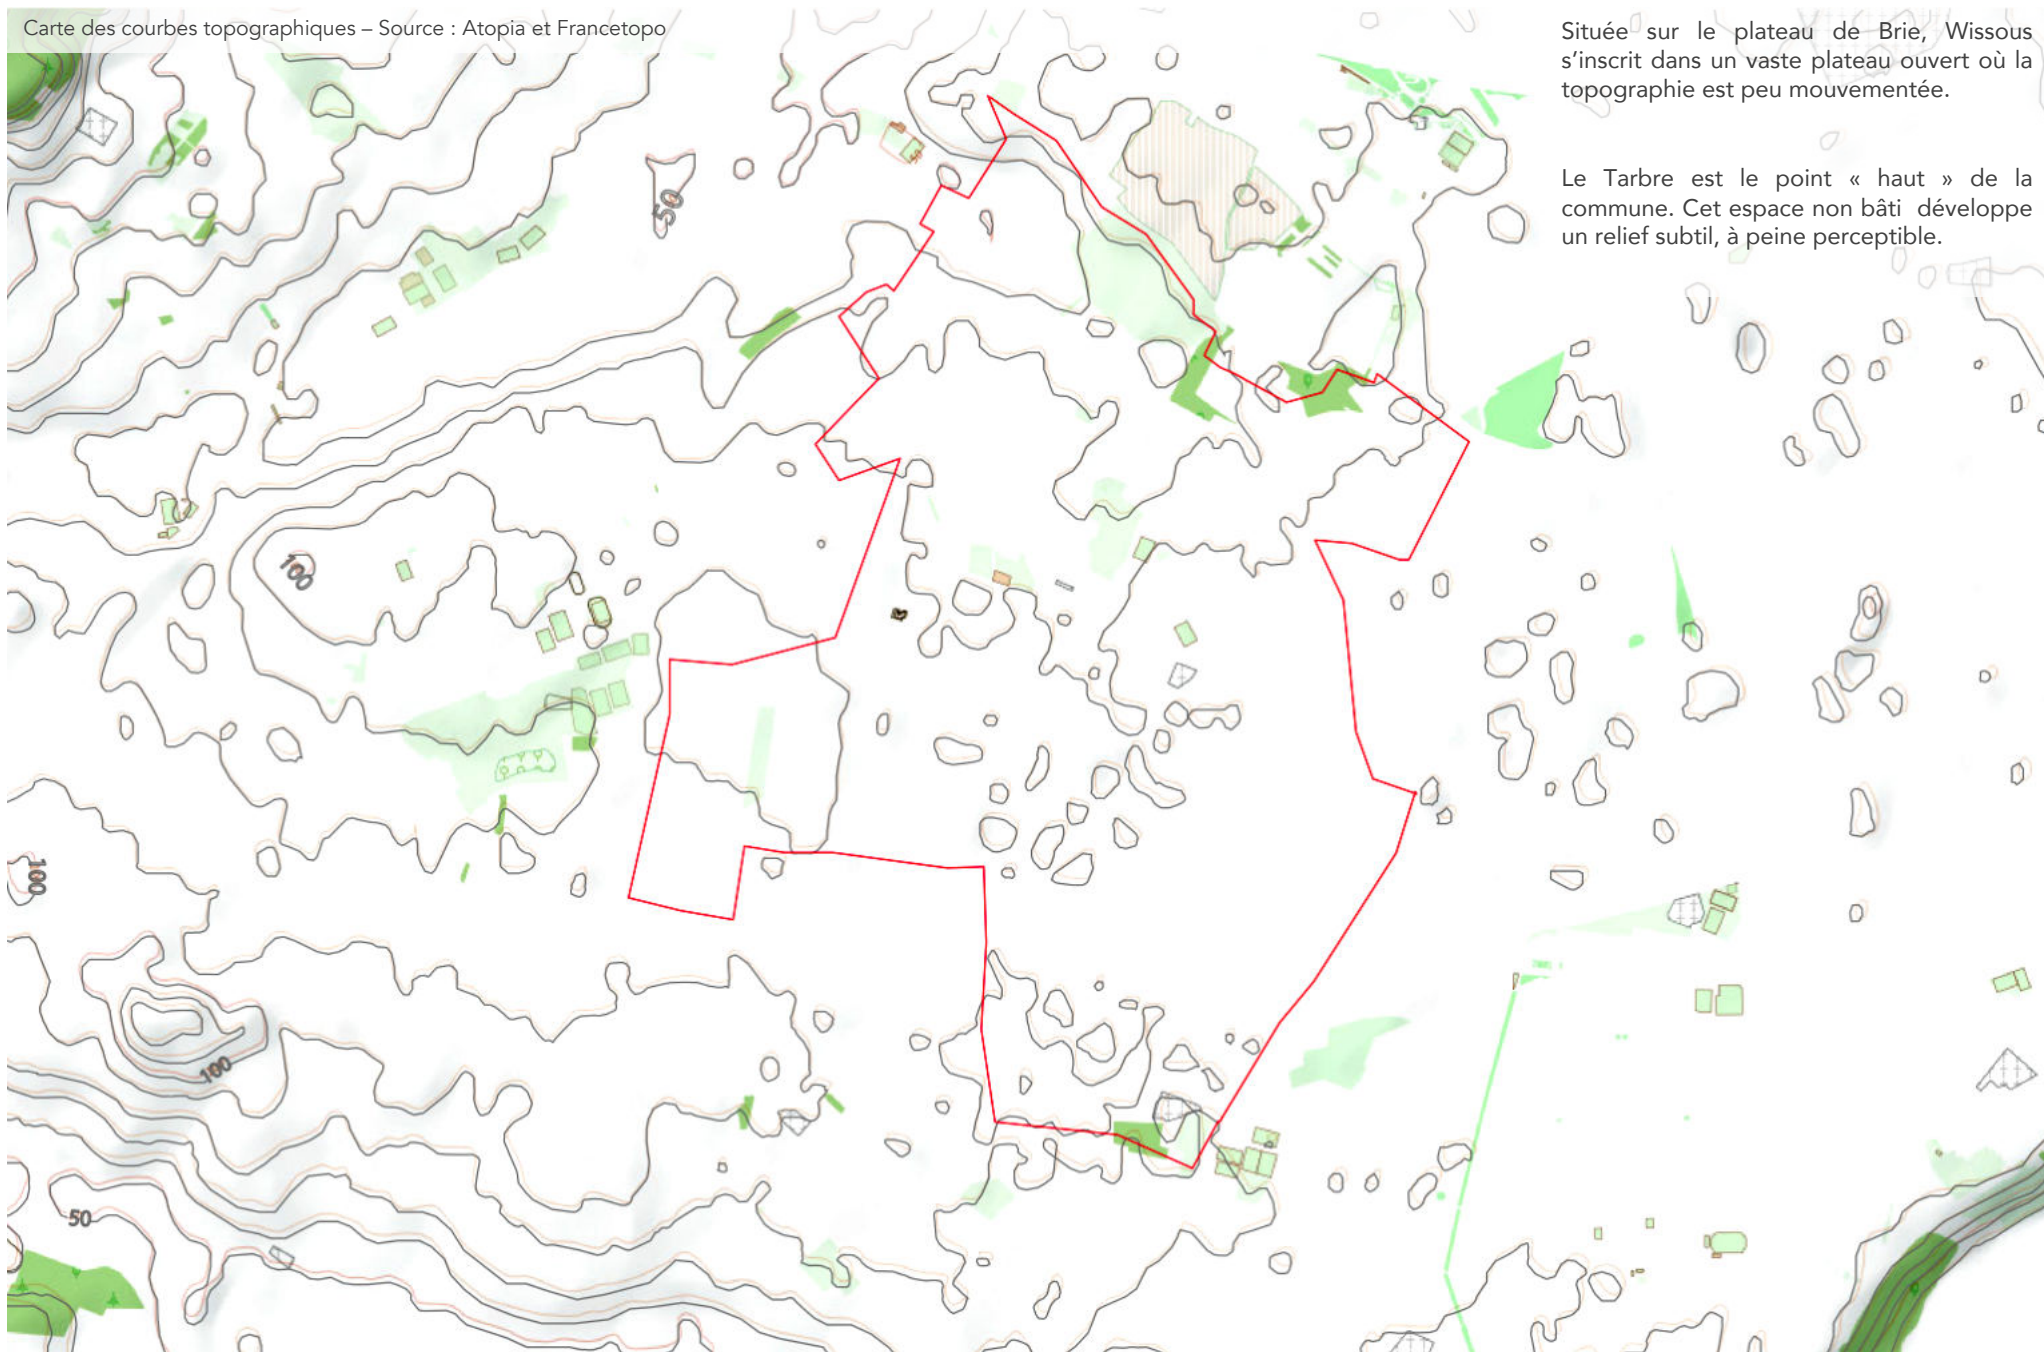 Carte des courbes topographiques – Source : Atopia et Francetopo
Située sur le plateau de Brie, Wissous
s’inscrit dans un vaste plateau ouvert où la
topographie est peu mouvementée.
Le Tarbre est le point « haut » de la
commune. Cet espace non bâti développe
un relief subtil, à peine perceptible.
50
100
100
100
50